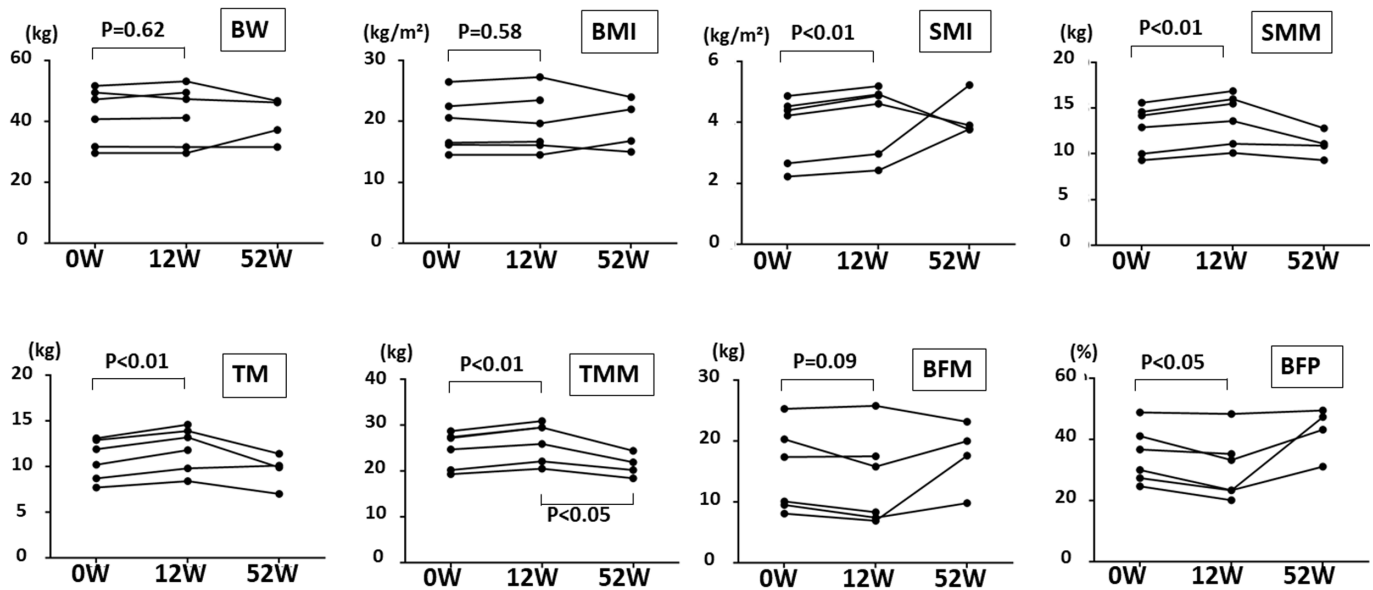 (kg)
P=0.62
BW
60
40
20
0
0W 12W 52W
(kg/m²)
P=0.58
BMI
30
20
10
0
0W 12W 52W
(kg/m²)
P<0.01
SMI
6
4
2
0
0W 12W 52W
(kg)
P<0.01
SMM
20
15
10
5
0
0W 12W 52W
(kg)
P<0.01
TM
20
15
10
5
0
0W 12W 52W
(kg)
P<0.01
TMM
40
30
20
10
0
P<0.05
0W 12W 52W
(kg)
P=0.09
BFM
30
20
10
0
0W 12W 52W
(%)
P<0.05
BFP
60
40
20
0
0W 12W 52W